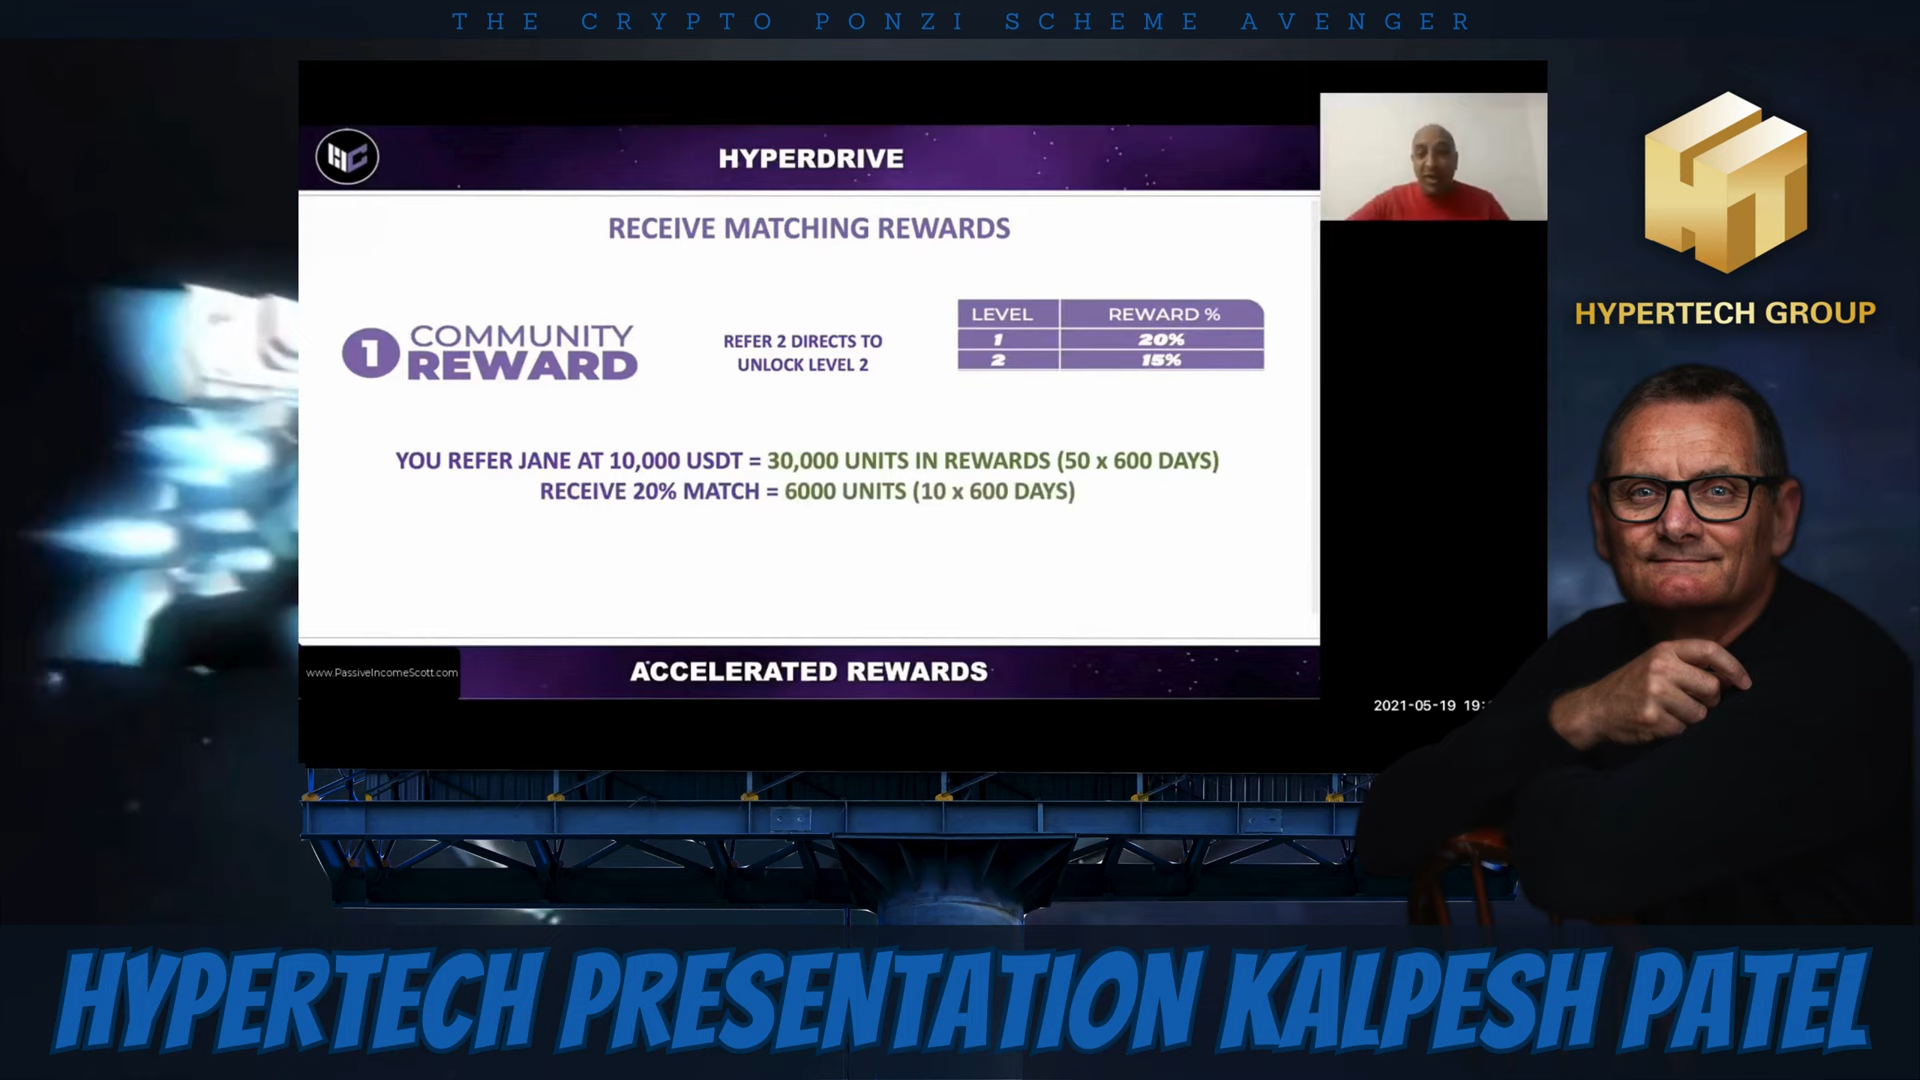 THE CRYPTO PONZI SCHEME AVENGER
HC
HYPERDRIVE
RECEIVE MATCHING REWARDS
1 COMMUNITY
REWARD
REFER 2 DIRECTS TO
UNLOCK LEVEL 2
LEVEL REWARD %
1 20%
2 15%
YOU REFER JANE AT 10,000 USDT = 30,000 UNITS IN REWARDS (50 x 600 DAYS)
RECEIVE 20% MATCH = 6000 UNITS (10 x 600 DAYS)
www.PassiveIncomeScott.com
ACCELERATED REWARDS
2021-05-19 19:
HT
HYPERTECH GROUP
HYPERTECH PRESENTATION KALPESH PATEL